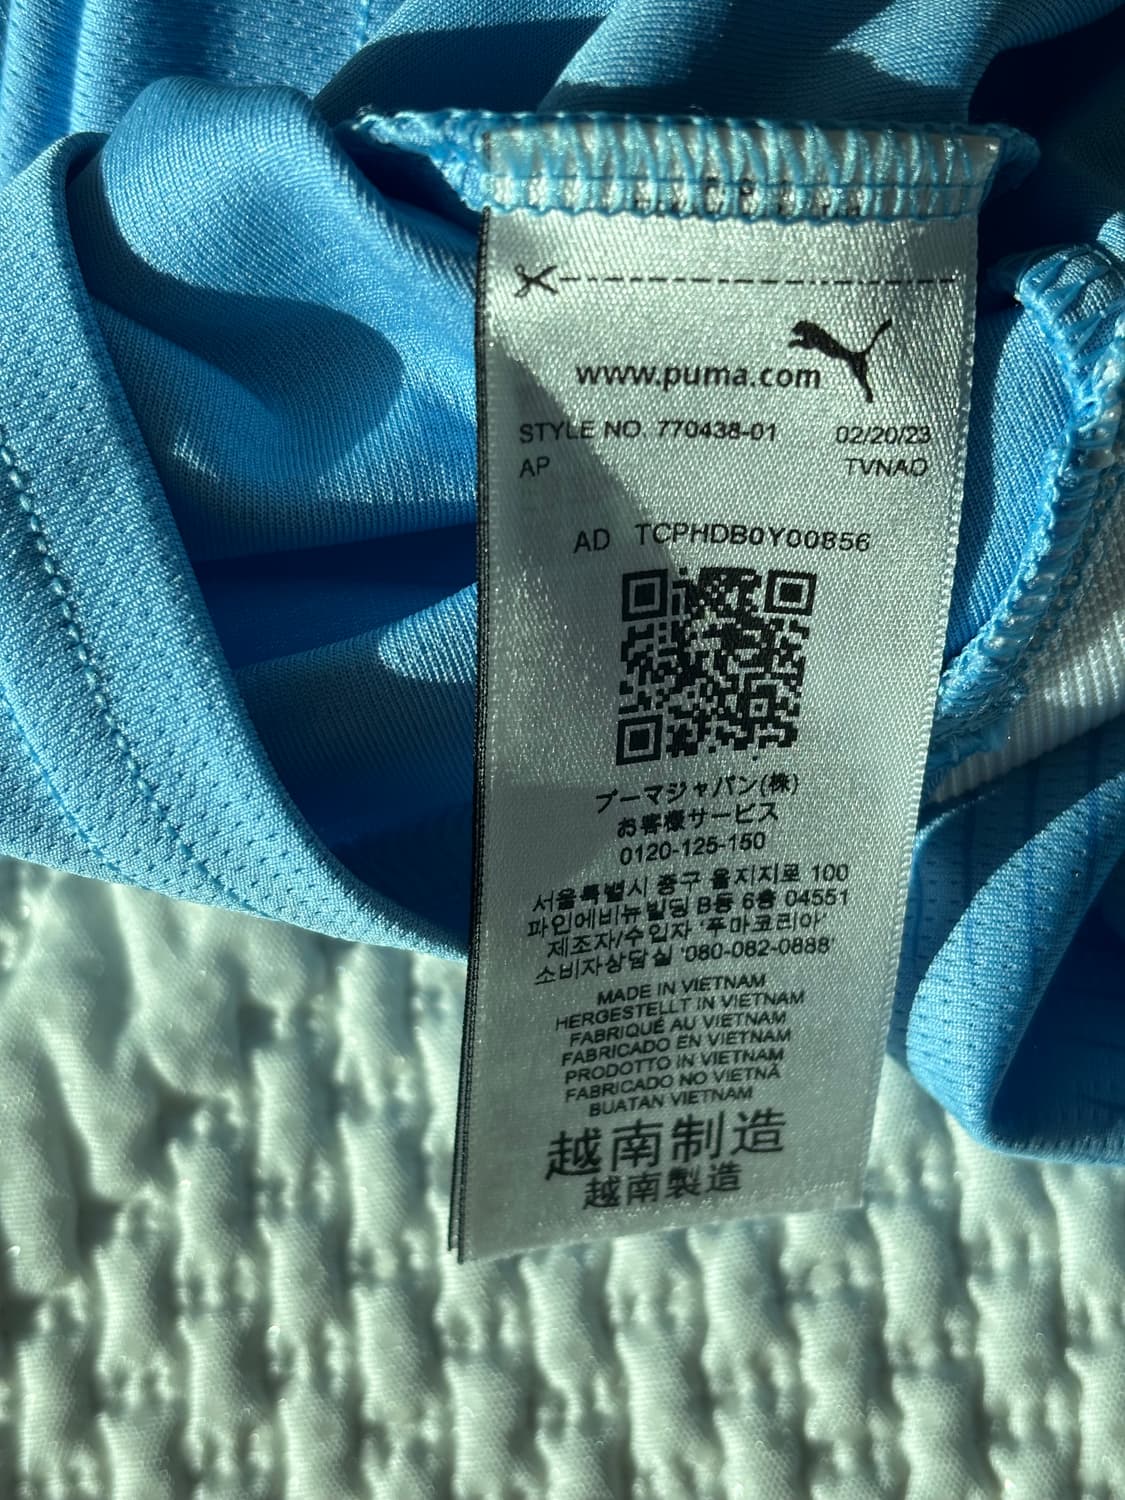 www.puma.com
STYLE NO. 770438-01 02/20/23
AP TVNAO
AD TCPHDB0Y00856
プーマジャパン(株)
お客様サービス
0120-125-150
서울특별시 중구 을지지로 100
파인에비뉴빌딩 B동 6층 04551
제조자/수입자 '푸마코리아'
소비자상담실 '080-082-0888'
MADE IN VIETNAM
HERGESTELLT IN VIETNAM
FABRIQUÉ AU VIETNAM
FABRICADO EN VIETNAM
PRODOTTO IN VIETNAM
FABRICADO NO VIETNÃ
BUATAN VIETNAM
越南制造
越南製造